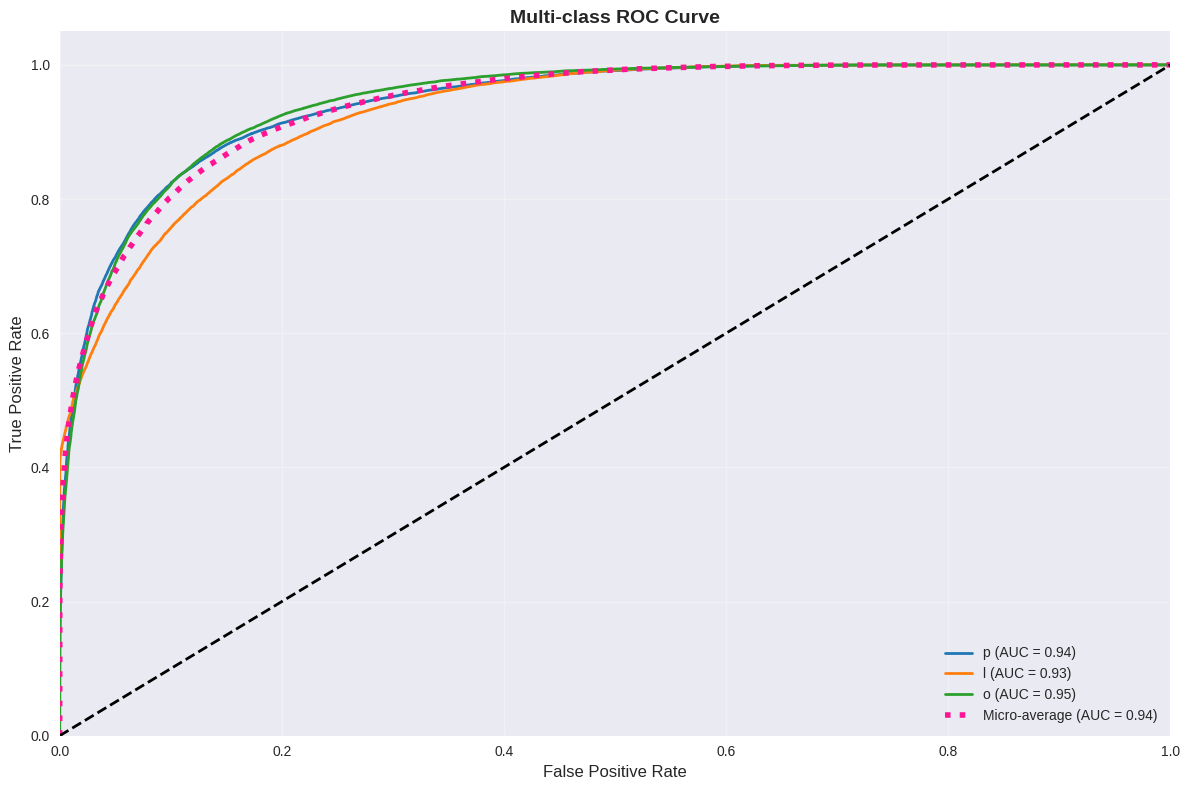 Multi-class ROC Curve
1.0
0.8
0.6
0.4
0.2
0.0
True Positive Rate
p (AUC = 0.94)
l (AUC = 0.93)
o (AUC = 0.95)
Micro-average (AUC = 0.94)
0.0 0.2 0.4 0.6 0.8 1.0
False Positive Rate